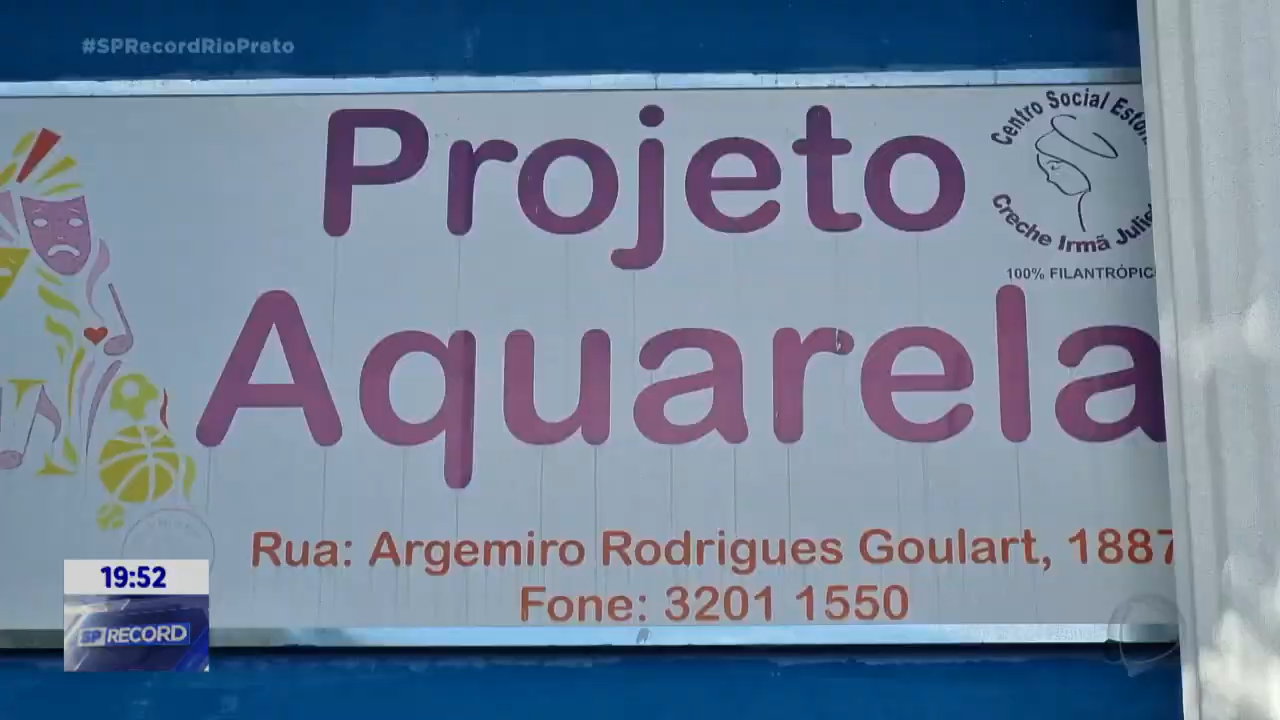 #SPRecordRioPreto
Projeto
Aquarela
Centro Social
Creche Irmã
100%
Rua: Argemiro Rodrigues Goulart, 1887
Fone: 3201 1550
19:52
SP RECORD